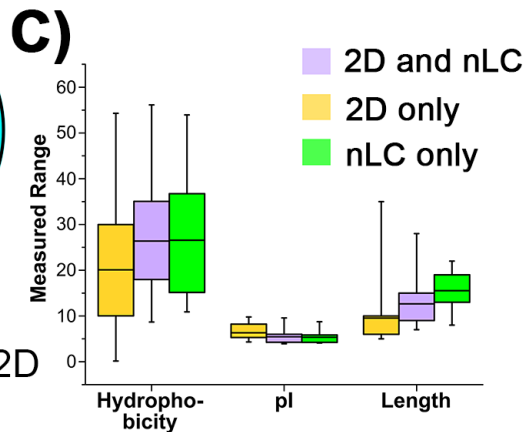 C)
2D and nLC
2D only
nLC only
Measured Range
60
50
40
30
20
10
0
2D
Hydropho-
bicity
pI
Length